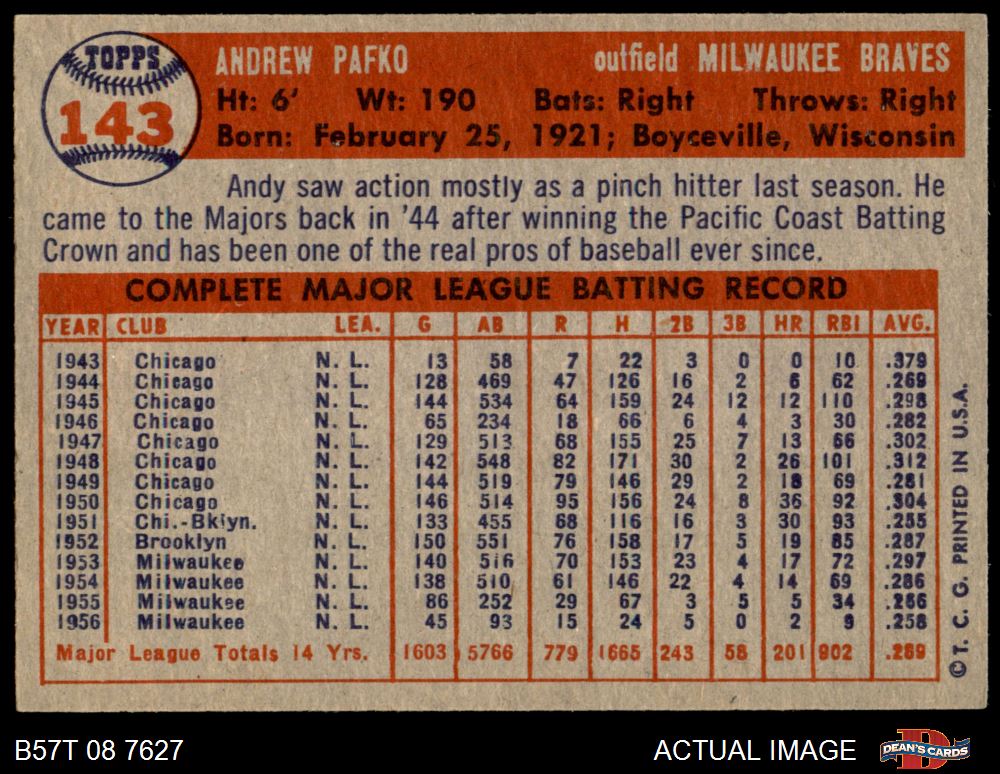 TOPPS
143
ANDREW PAFKO outfield MILWAUKEE BRAVES
Ht: 6' Wt: 190 Bats: Right Throws: Right
Born: February 25, 1921; Boyceville, Wisconsin
Andy saw action mostly as a pinch hitter last season. He
came to the Majors back in '44 after winning the Pacific Coast Batting
Crown and has been one of the real pros of baseball ever since.
COMPLETE MAJOR LEAGUE BATTING RECORD
YEAR CLUB LEA. G AB R H 2B 3B HR RBI AVG.
1943 Chicago N. L. 13 58 7 22 3 0 0 10 .379
1944 Chicago N. L. 128 469 47 126 16 2 6 62 .269
1945 Chicago N. L. 144 534 64 159 24 12 12 110 .298
1946 Chicago N. L. 65 234 18 66 6 4 3 30 .282
1947 Chicago N. L. 129 513 68 155 25 7 13 66 .302
1948 Chicago N. L. 142 548 82 171 30 2 26 101 .312
1949 Chicago N. L. 144 519 79 146 29 2 18 69 .281
1950 Chicago N. L. 146 514 95 156 24 8 36 92 .304
1951 Chi.-Bklyn. N. L. 133 455 68 116 16 3 30 93 .255
1952 Brooklyn N. L. 150 551 76 158 17 5 19 85 .287
1953 Milwaukee N. L. 140 516 70 153 23 4 17 72 .297
1954 Milwaukee N. L. 138 510 61 146 22 4 14 69 .286
1955 Milwaukee N. L. 86 252 29 67 3 5 5 34 .266
1956 Milwaukee N. L. 45 93 15 24 5 0 2 9 .258
Major League Totals 14 Yrs. 1603 5766 779 1665 243 58 201 902 .289
© T. C. G. PRINTED IN U.S.A.
B57T 08 7627 ACTUAL IMAGE DEAN'S CARDS